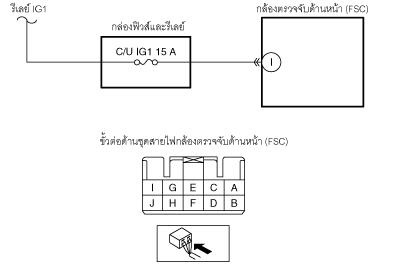 รีเลย์ IG1
กล่องฟิวส์และรีเลย์
กล้องตรวจจับด้านหน้า (FSC)
C/U IG1 15 A
I
ขั้วต่อด้านชุดสายไฟกล้องตรวจจับด้านหน้า (FSC)
I G E C A
J H F D B